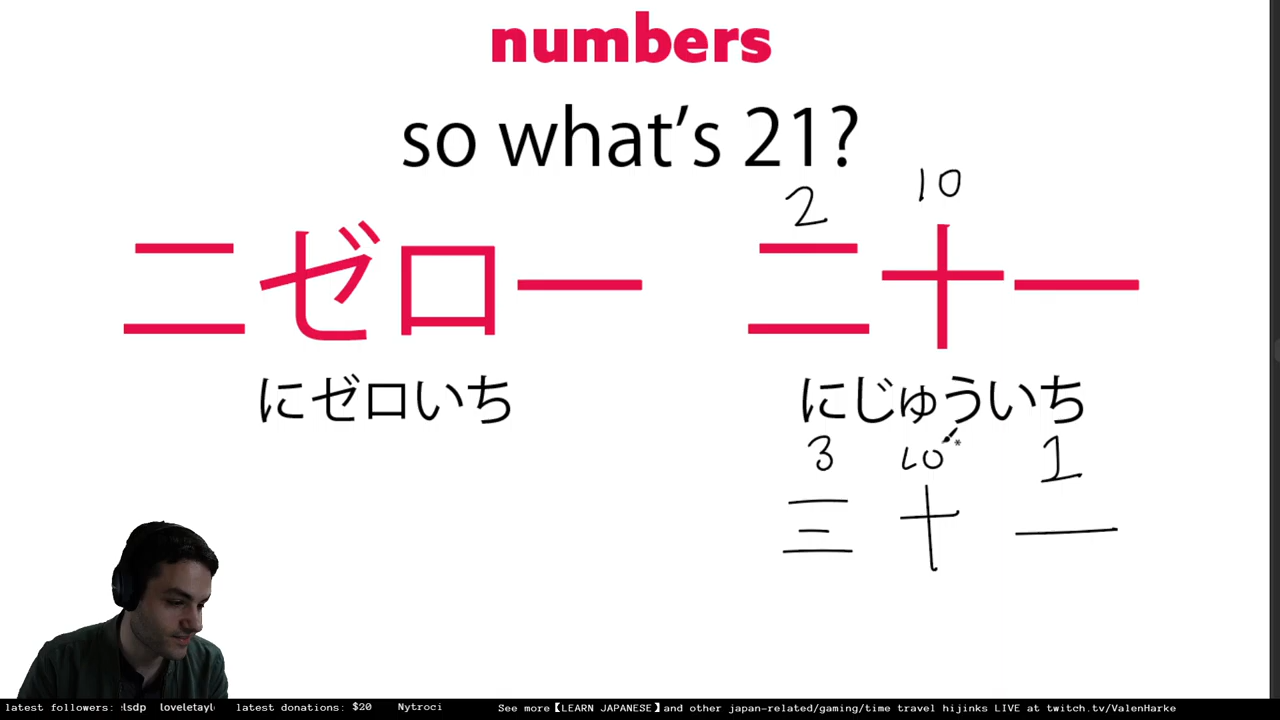 numbers
so what's 21?
2 10
二ゼロ一 二十一
にゼロいち にじゅういち
3 10 1
三 十 一
latest followers: lsdp loveletayl latest donations: $20 Nytroci See more【LEARN JAPANESE】and other japan-related/gaming/time travel hijinks LIVE at twitch.tv/ValenHarke